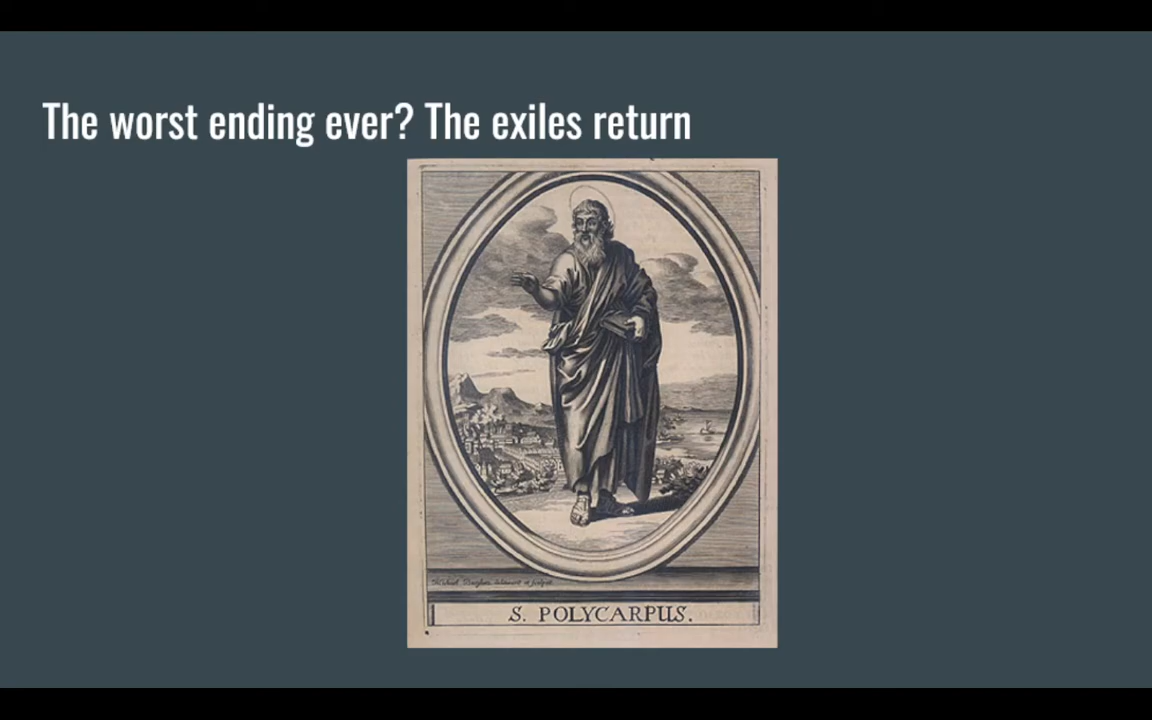 The worst ending ever? The exiles return
S. POLYCARPUS.